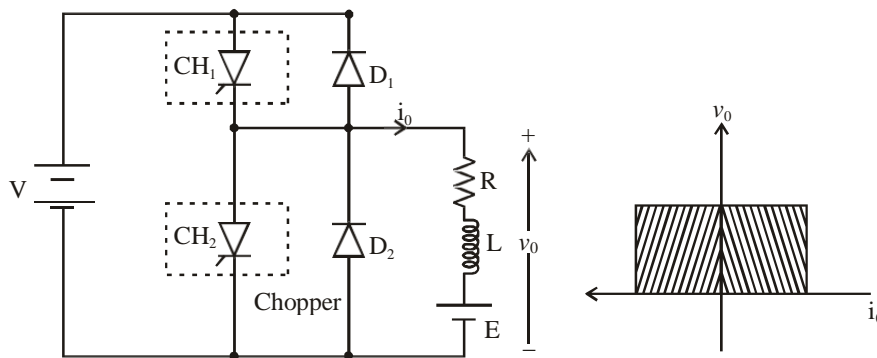 CH₁
D₁
i₀
v₀
+
V
R
CH₂
D₂
L
v₀
Chopper
E
−
i₀